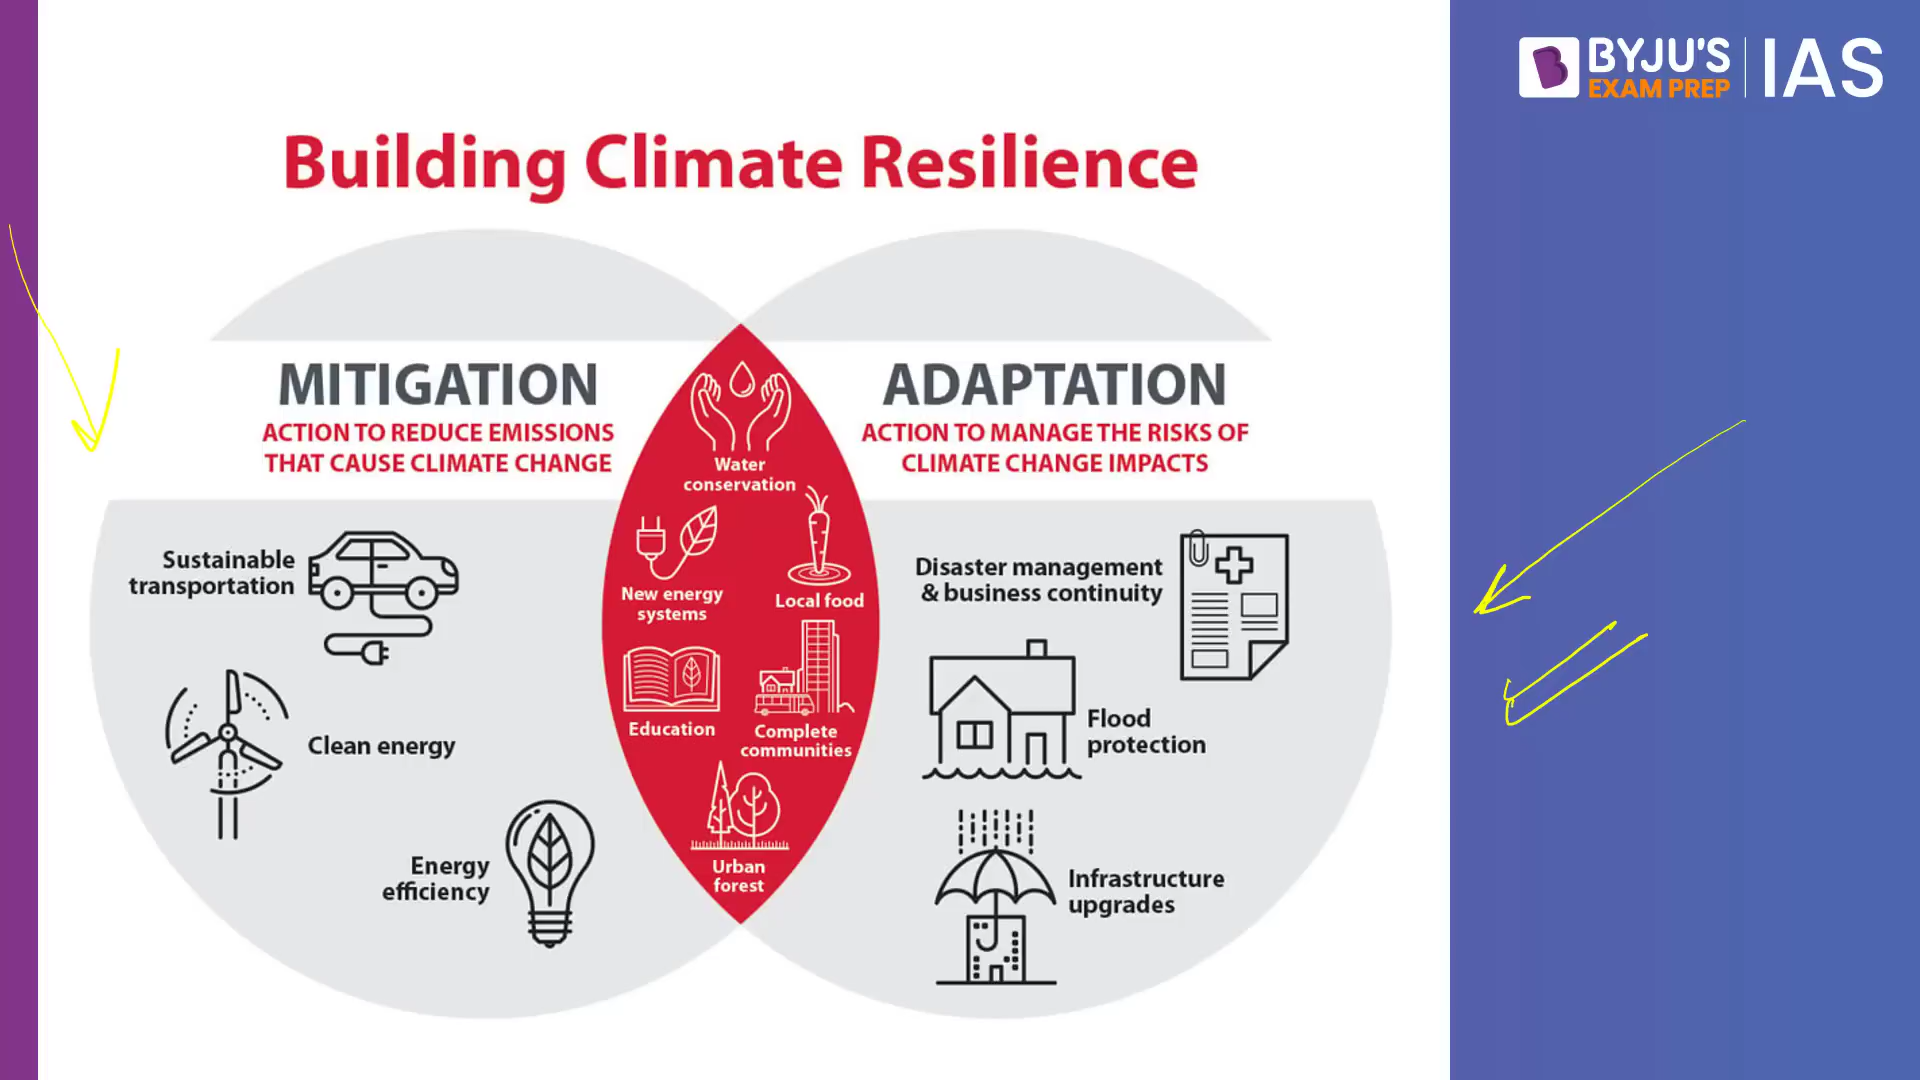 BYJU'S
EXAM PREP
IAS
Building Climate Resilience
MITIGATION
ACTION TO REDUCE EMISSIONS
THAT CAUSE CLIMATE CHANGE
Sustainable
transportation
Clean energy
Energy
efficiency
Water
conservation
New energy
systems
Local food
Education
Complete
communities
Urban
forest
ADAPTATION
ACTION TO MANAGE THE RISKS OF
CLIMATE CHANGE IMPACTS
Disaster management
& business continuity
Flood
protection
Infrastructure
upgrades